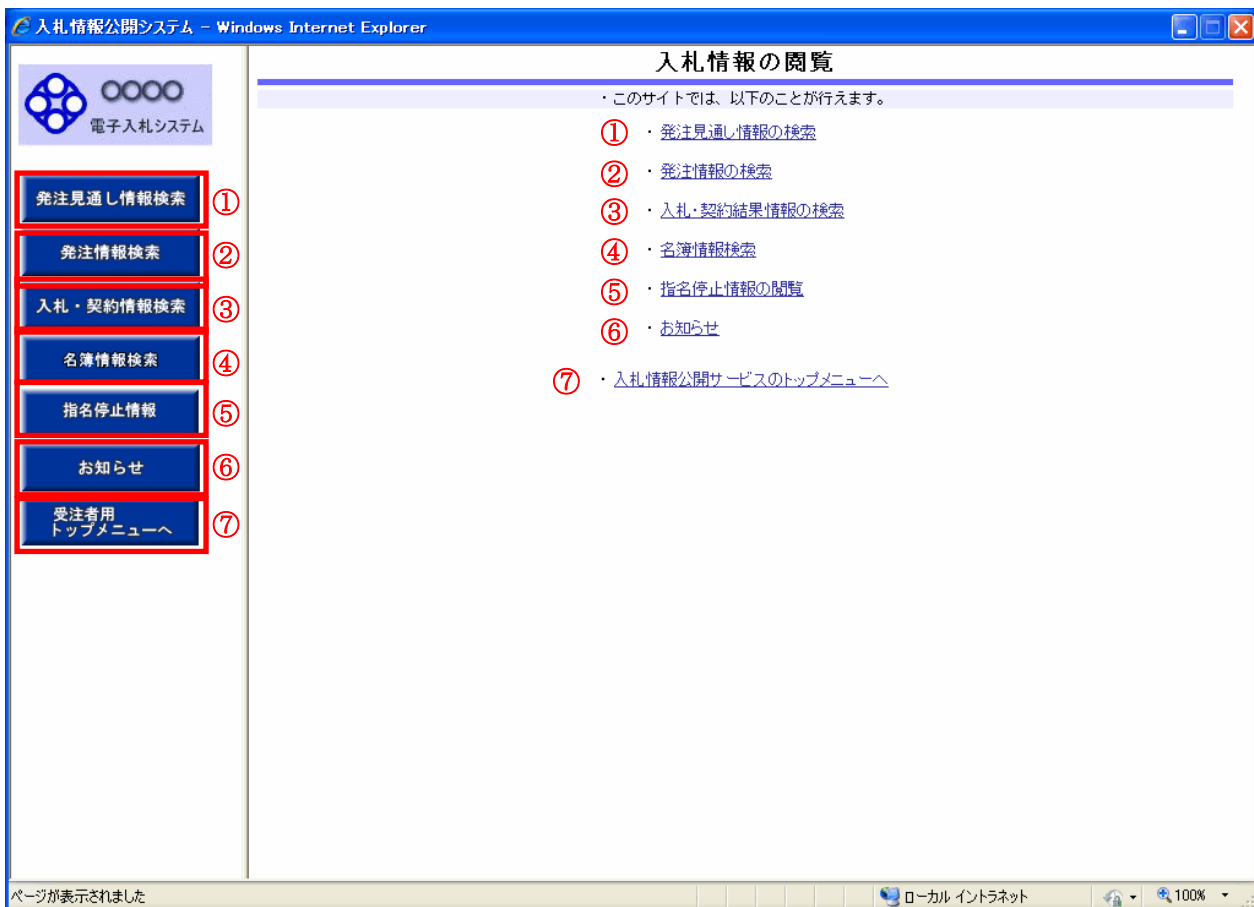 入札情報公開システム - Windows Internet Explorer
○○○○
電子入札システム
発注見通し情報検索 ①
発注情報検索 ②
入札・契約情報検索 ③
名簿情報検索 ④
指名停止情報 ⑤
お知らせ ⑥
受注者用
トップメニューへ ⑦
入札情報の閲覧
・このサイトでは、以下のことが行えます。
① ・発注見通し情報の検索
② ・発注情報の検索
③ ・入札・契約結果情報の検索
④ ・名簿情報検索
⑤ ・指名停止情報の閲覧
⑥ ・お知らせ
⑦ ・入札情報公開サービスのトップメニューへ
ページが表示されました
ローカル イントラネット
100%